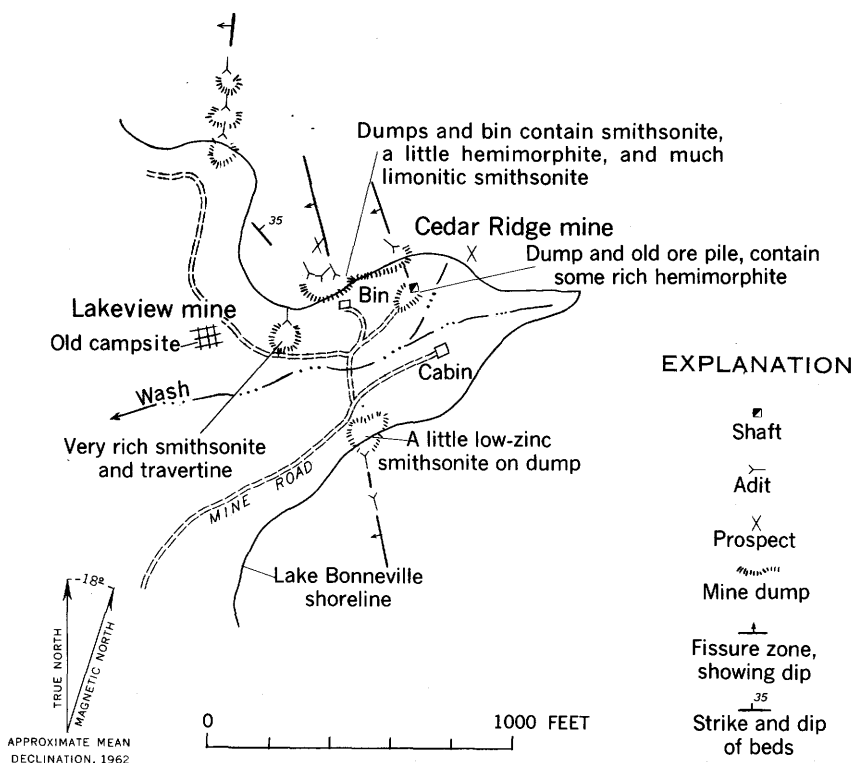 Dumps and bin contain smithsonite,
a little hemimorphite, and much
limonitic smithsonite
35
Cedar Ridge mine
Dump and old ore pile, contain
some rich hemimorphite
Bin
Lakeview mine
Old campsite
Cabin
Wash
Very rich smithsonite
and travertine
A little low-zinc
smithsonite on dump
MINE ROAD
Lake Bonneville
shoreline
EXPLANATION
Shaft
Adit
Prospect
Mine dump
Fissure zone,
showing dip
35
Strike and dip
of beds
18°
TRUE NORTH
MAGNETIC NORTH
APPROXIMATE MEAN
DECLINATION, 1962
0
1000 FEET